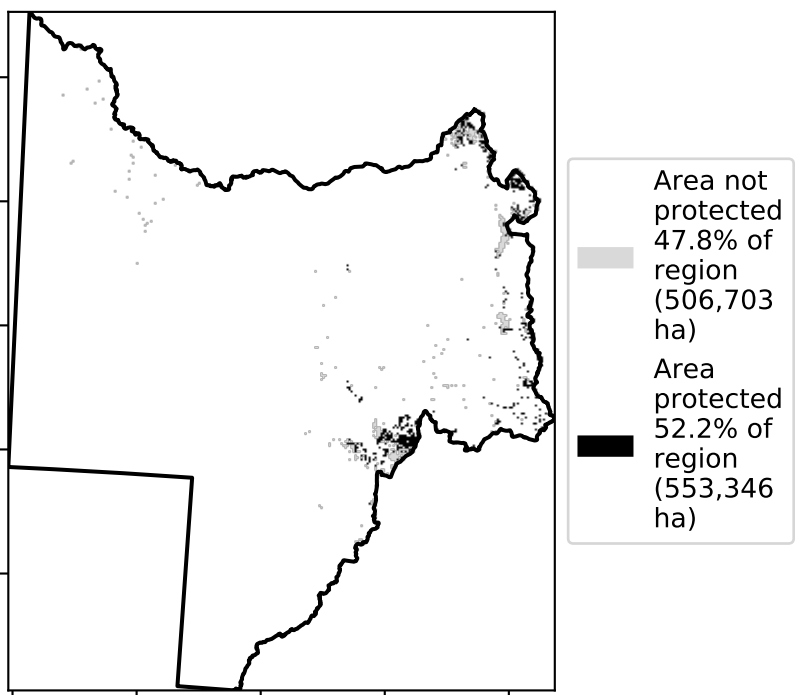 Area not
protected
47.8% of
region
(506,703
ha)
Area
protected
52.2% of
region
(553,346
ha)